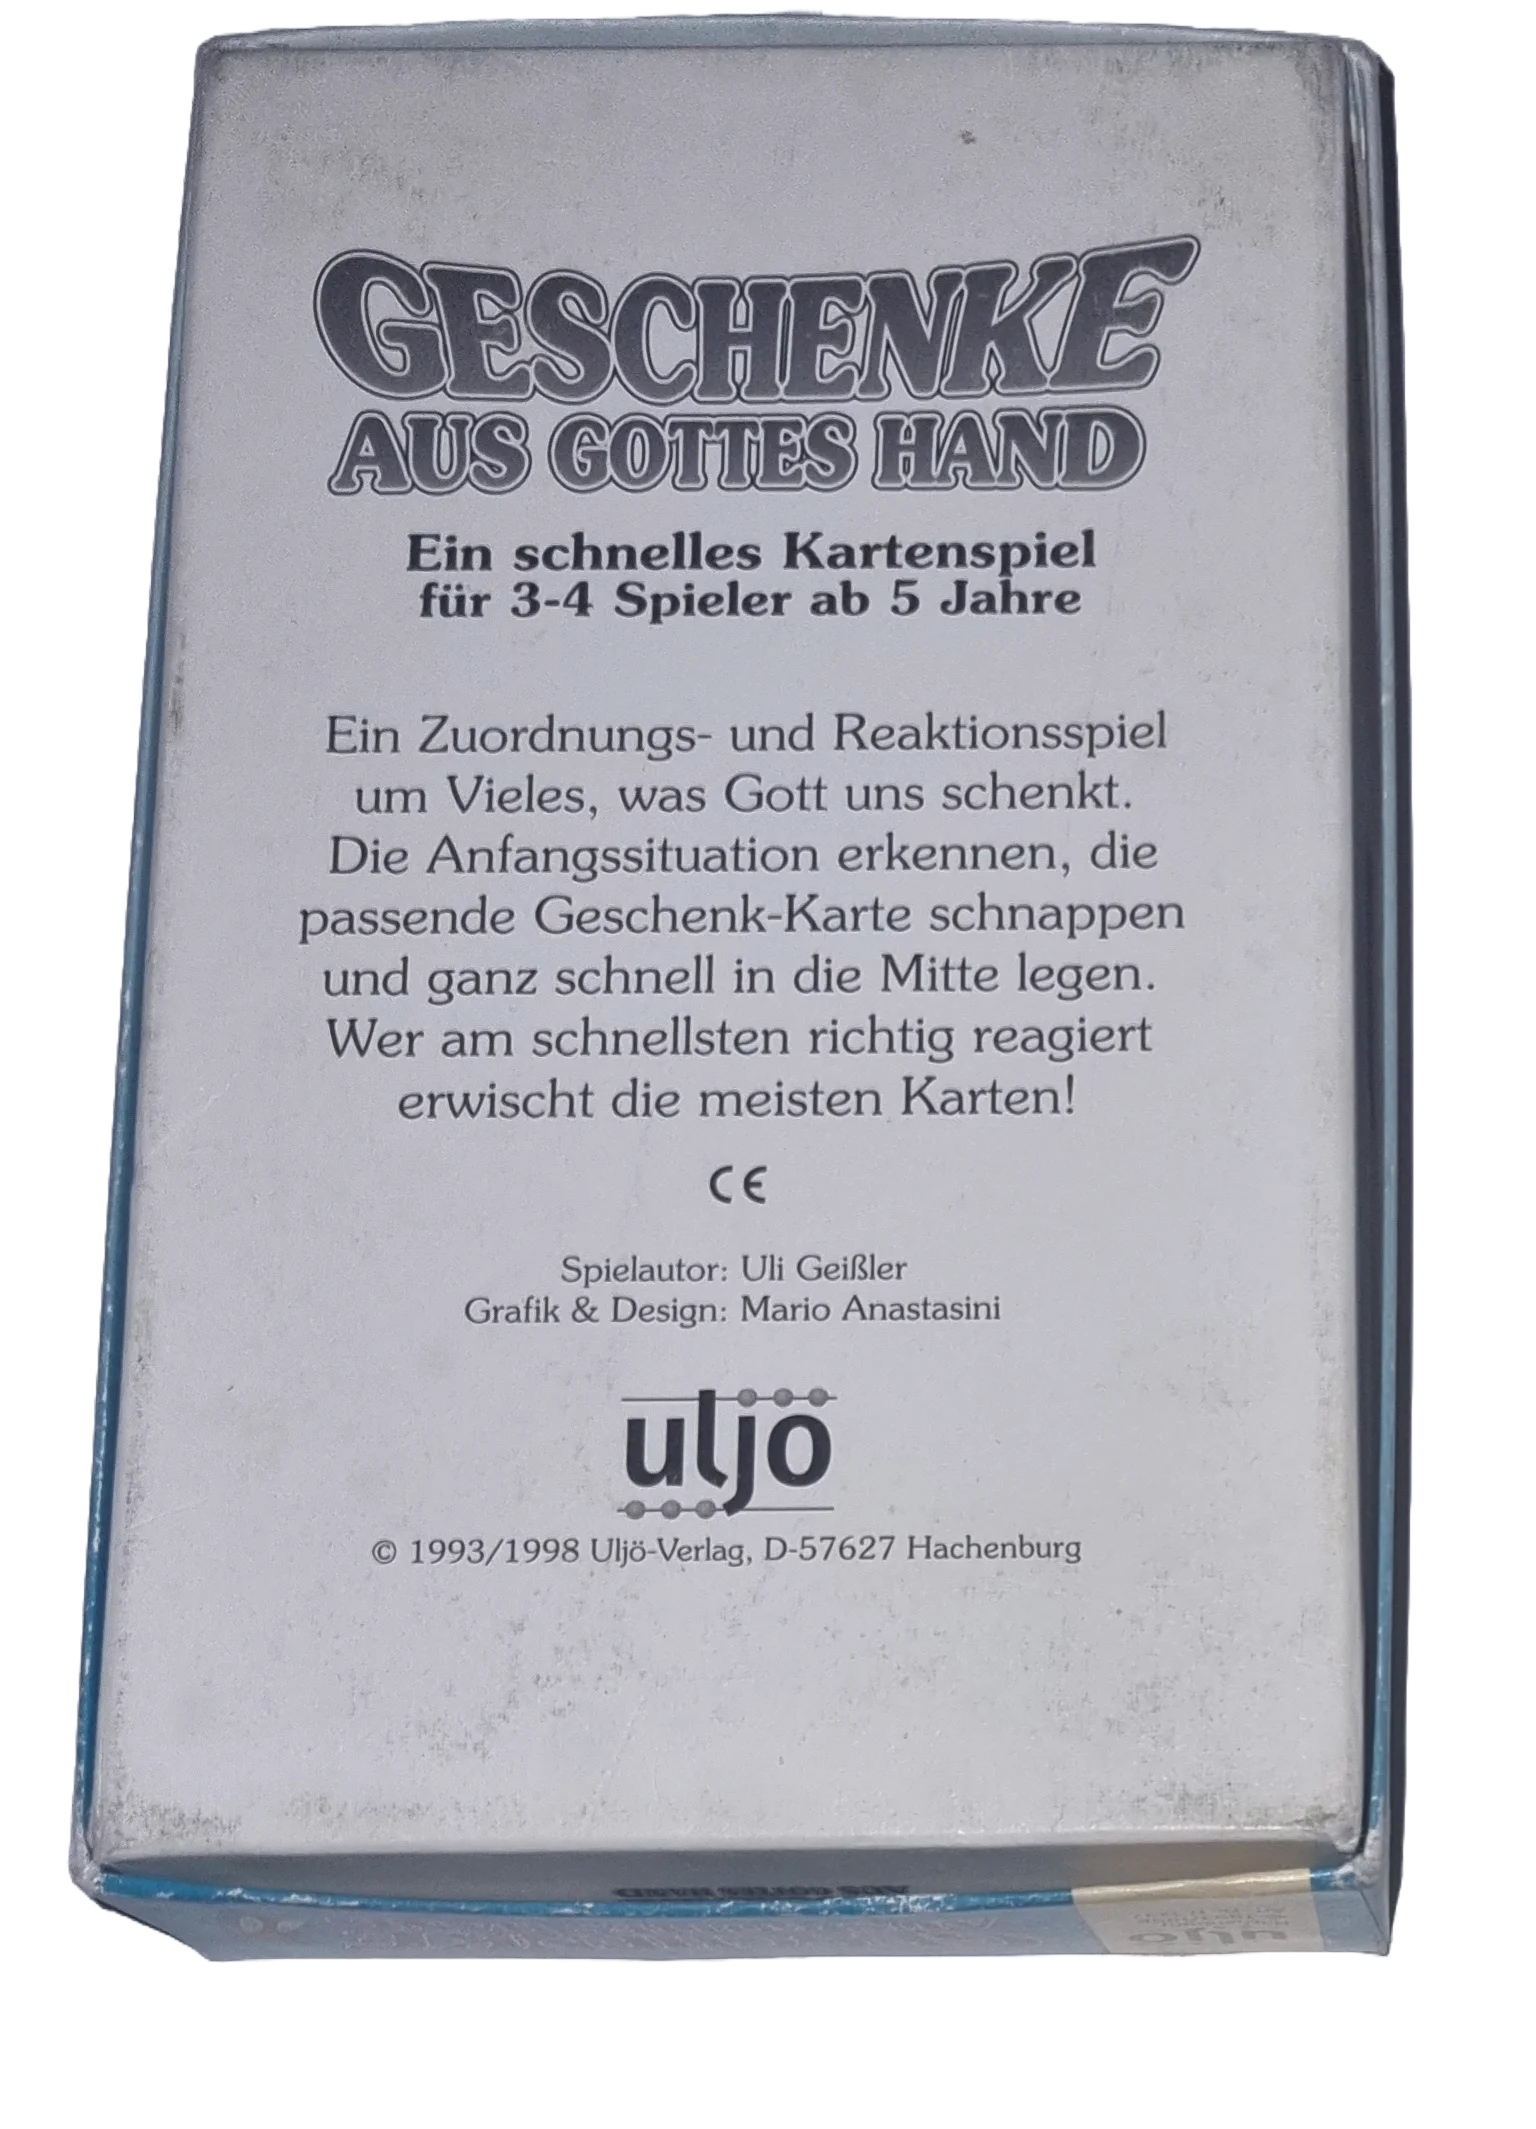 GESCHENKE
AUS GOTTES HAND
Ein schnelles Kartenspiel
für 3-4 Spieler ab 5 Jahre
Ein Zuordnungs- und Reaktionsspiel
um Vieles, was Gott uns schenkt.
Die Anfangssituation erkennen, die
passende Geschenk-Karte schnappen
und ganz schnell in die Mitte legen.
Wer am schnellsten richtig reagiert
erwischt die meisten Karten!
CE
Spielautor: Uli Geißler
Grafik & Design: Mario Anastasini
uljö
© 1993/1998 Uljö-Verlag, D-57627 Hachenburg